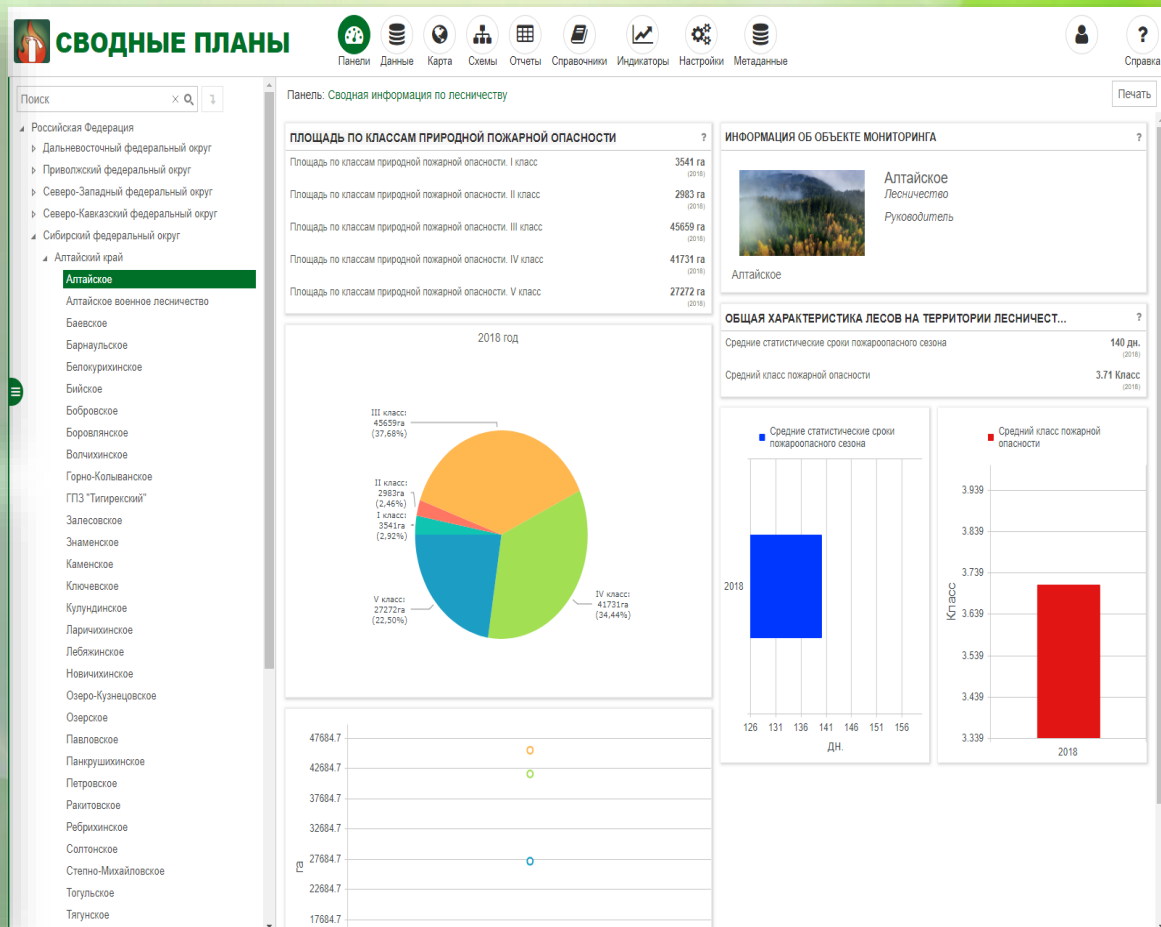 СВОДНЫЕ ПЛАНЫ
Панели
Данные
Карта
Схемы
Отчеты
Справочники
Индикаторы
Настройки
Метаданные
?
Справка
Поиск
Российская Федерация
Дальневосточный федеральный округ
Приволжский федеральный округ
Северо-Западный федеральный округ
Северо-Кавказский федеральный округ
Сибирский федеральный округ
Алтайский край
Алтайское
Алтайское военное лесничество
Баевское
Барнаульское
Белокурихинское
Бийское
Бобровское
Боровлянское
Волчихинское
Горно-Колыванское
ГПЗ "Тигирекский"
Залесовское
Знаменское
Каменское
Ключевское
Кулундинское
Ларичихинское
Лебяжинское
Новичихинское
Озеро-Кузнецовское
Озерское
Павловское
Панкрушихинское
Петровское
Ракитовское
Ребрихинское
Солтонское
Степно-Михайловское
Тогульское
Тягунское
Панель: Сводная информация по лесничеству
Печать
ПЛОЩАДЬ ПО КЛАССАМ ПРИРОДНОЙ ПОЖАРНОЙ ОПАСНОСТИ ?
Площадь по классам природной пожарной опасности. I класс 3541 га
(2018)
Площадь по классам природной пожарной опасности. II класс 2983 га
(2018)
Площадь по классам природной пожарной опасности. III класс 45659 га
(2018)
Площадь по классам природной пожарной опасности. IV класс 41731 га
(2018)
Площадь по классам природной пожарной опасности. V класс 27272 га
(2018)
2018 год
III класс:
45659га
(37,68%)
II класс:
2983га
(2,46%)
I класс:
3541га
(2,92%)
V класс:
27272га
(22,50%)
IV класс:
41731га
(34,44%)
47684.7
42684.7
37684.7
32684.7
27684.7
22684.7
17684.7
га
ИНФОРМАЦИЯ ОБ ОБЪЕКТЕ МОНИТОРИНГА ?
Алтайское
Лесничество
Руководитель
Алтайское
ОБЩАЯ ХАРАКТЕРИСТИКА ЛЕСОВ НА ТЕРРИТОРИИ ЛЕСНИЧЕСТ... ?
Средние статистические сроки пожароопасного сезона 140 дн.
(2018)
Средний класс пожарной опасности 3.71 Класс
(2018)
Средние статистические сроки
пожароопасного сезона
2018
126 131 136 141 146 151 156
дн.
Средний класс пожарной
опасности
3.939
3.839
3.739
3.639
3.539
3.439
3.339
Класс
2018